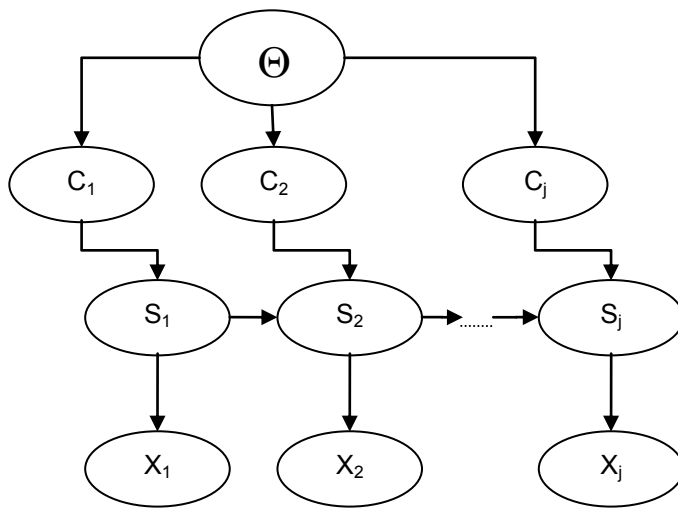 Θ
C₁ C₂ Cⱼ
S₁ S₂ ........ Sⱼ
X₁ X₂ Xⱼ